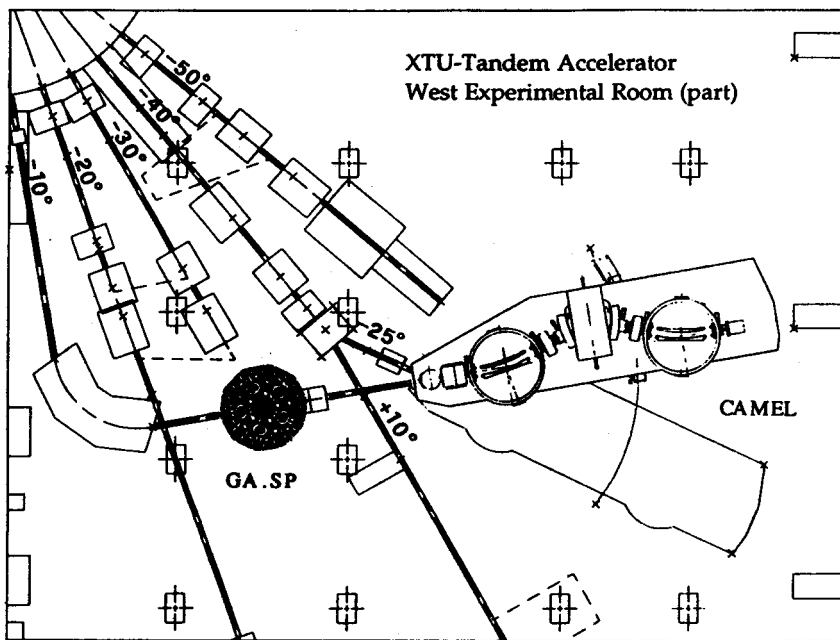 XTU-Tandem Accelerator
West Experimental Room (part)
-50°
-40°
-30°
-20°
-10°
-25°
+10°
CAMEL
GA.SP